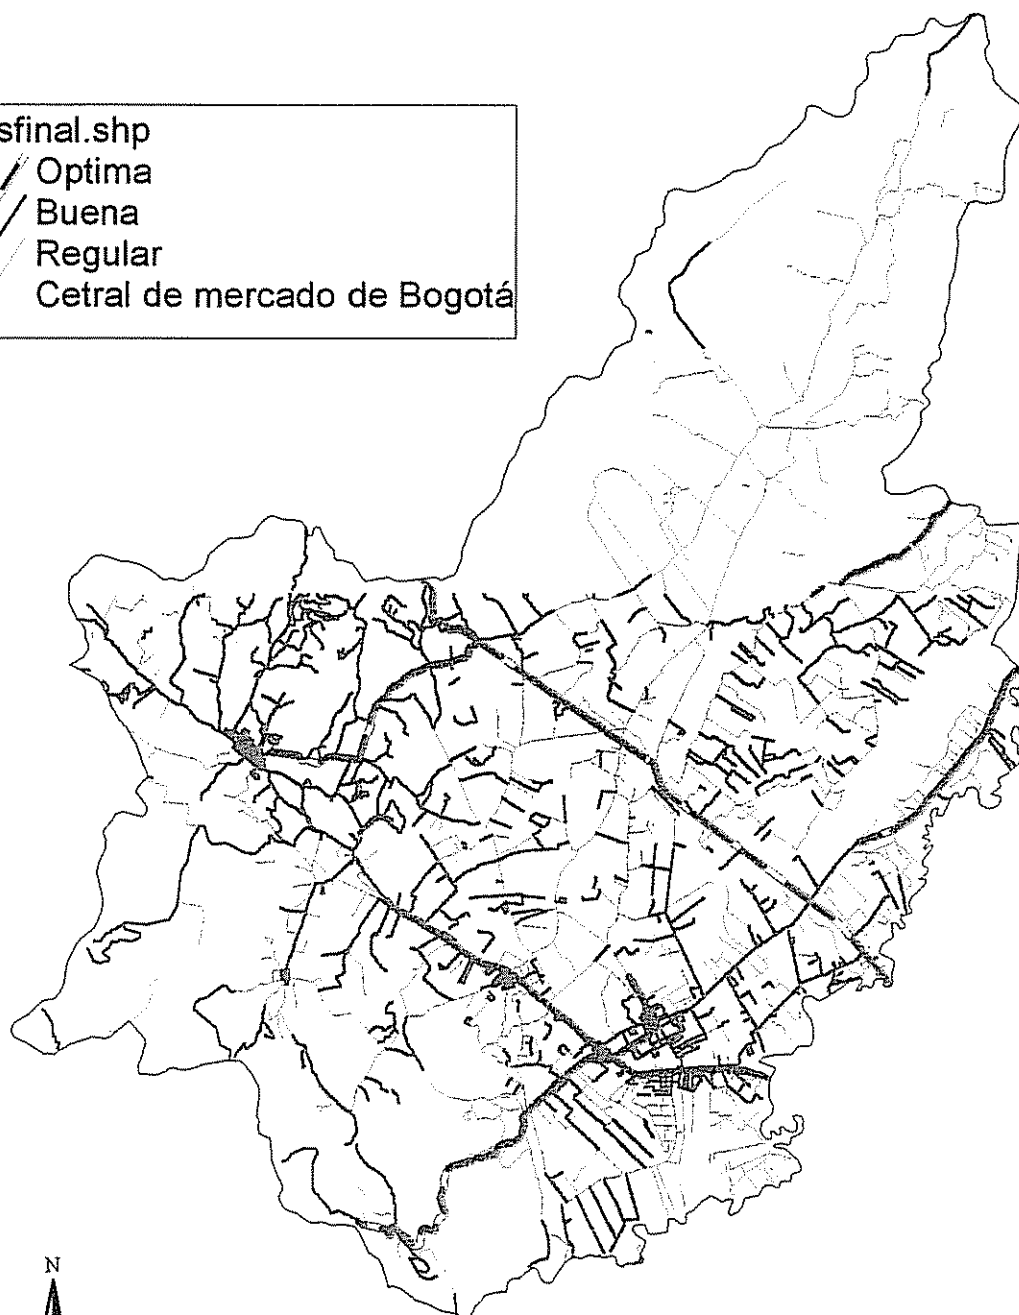 sfinal.shp
Optima
Buena
Regular
Cetral de mercado de Bogotá
N